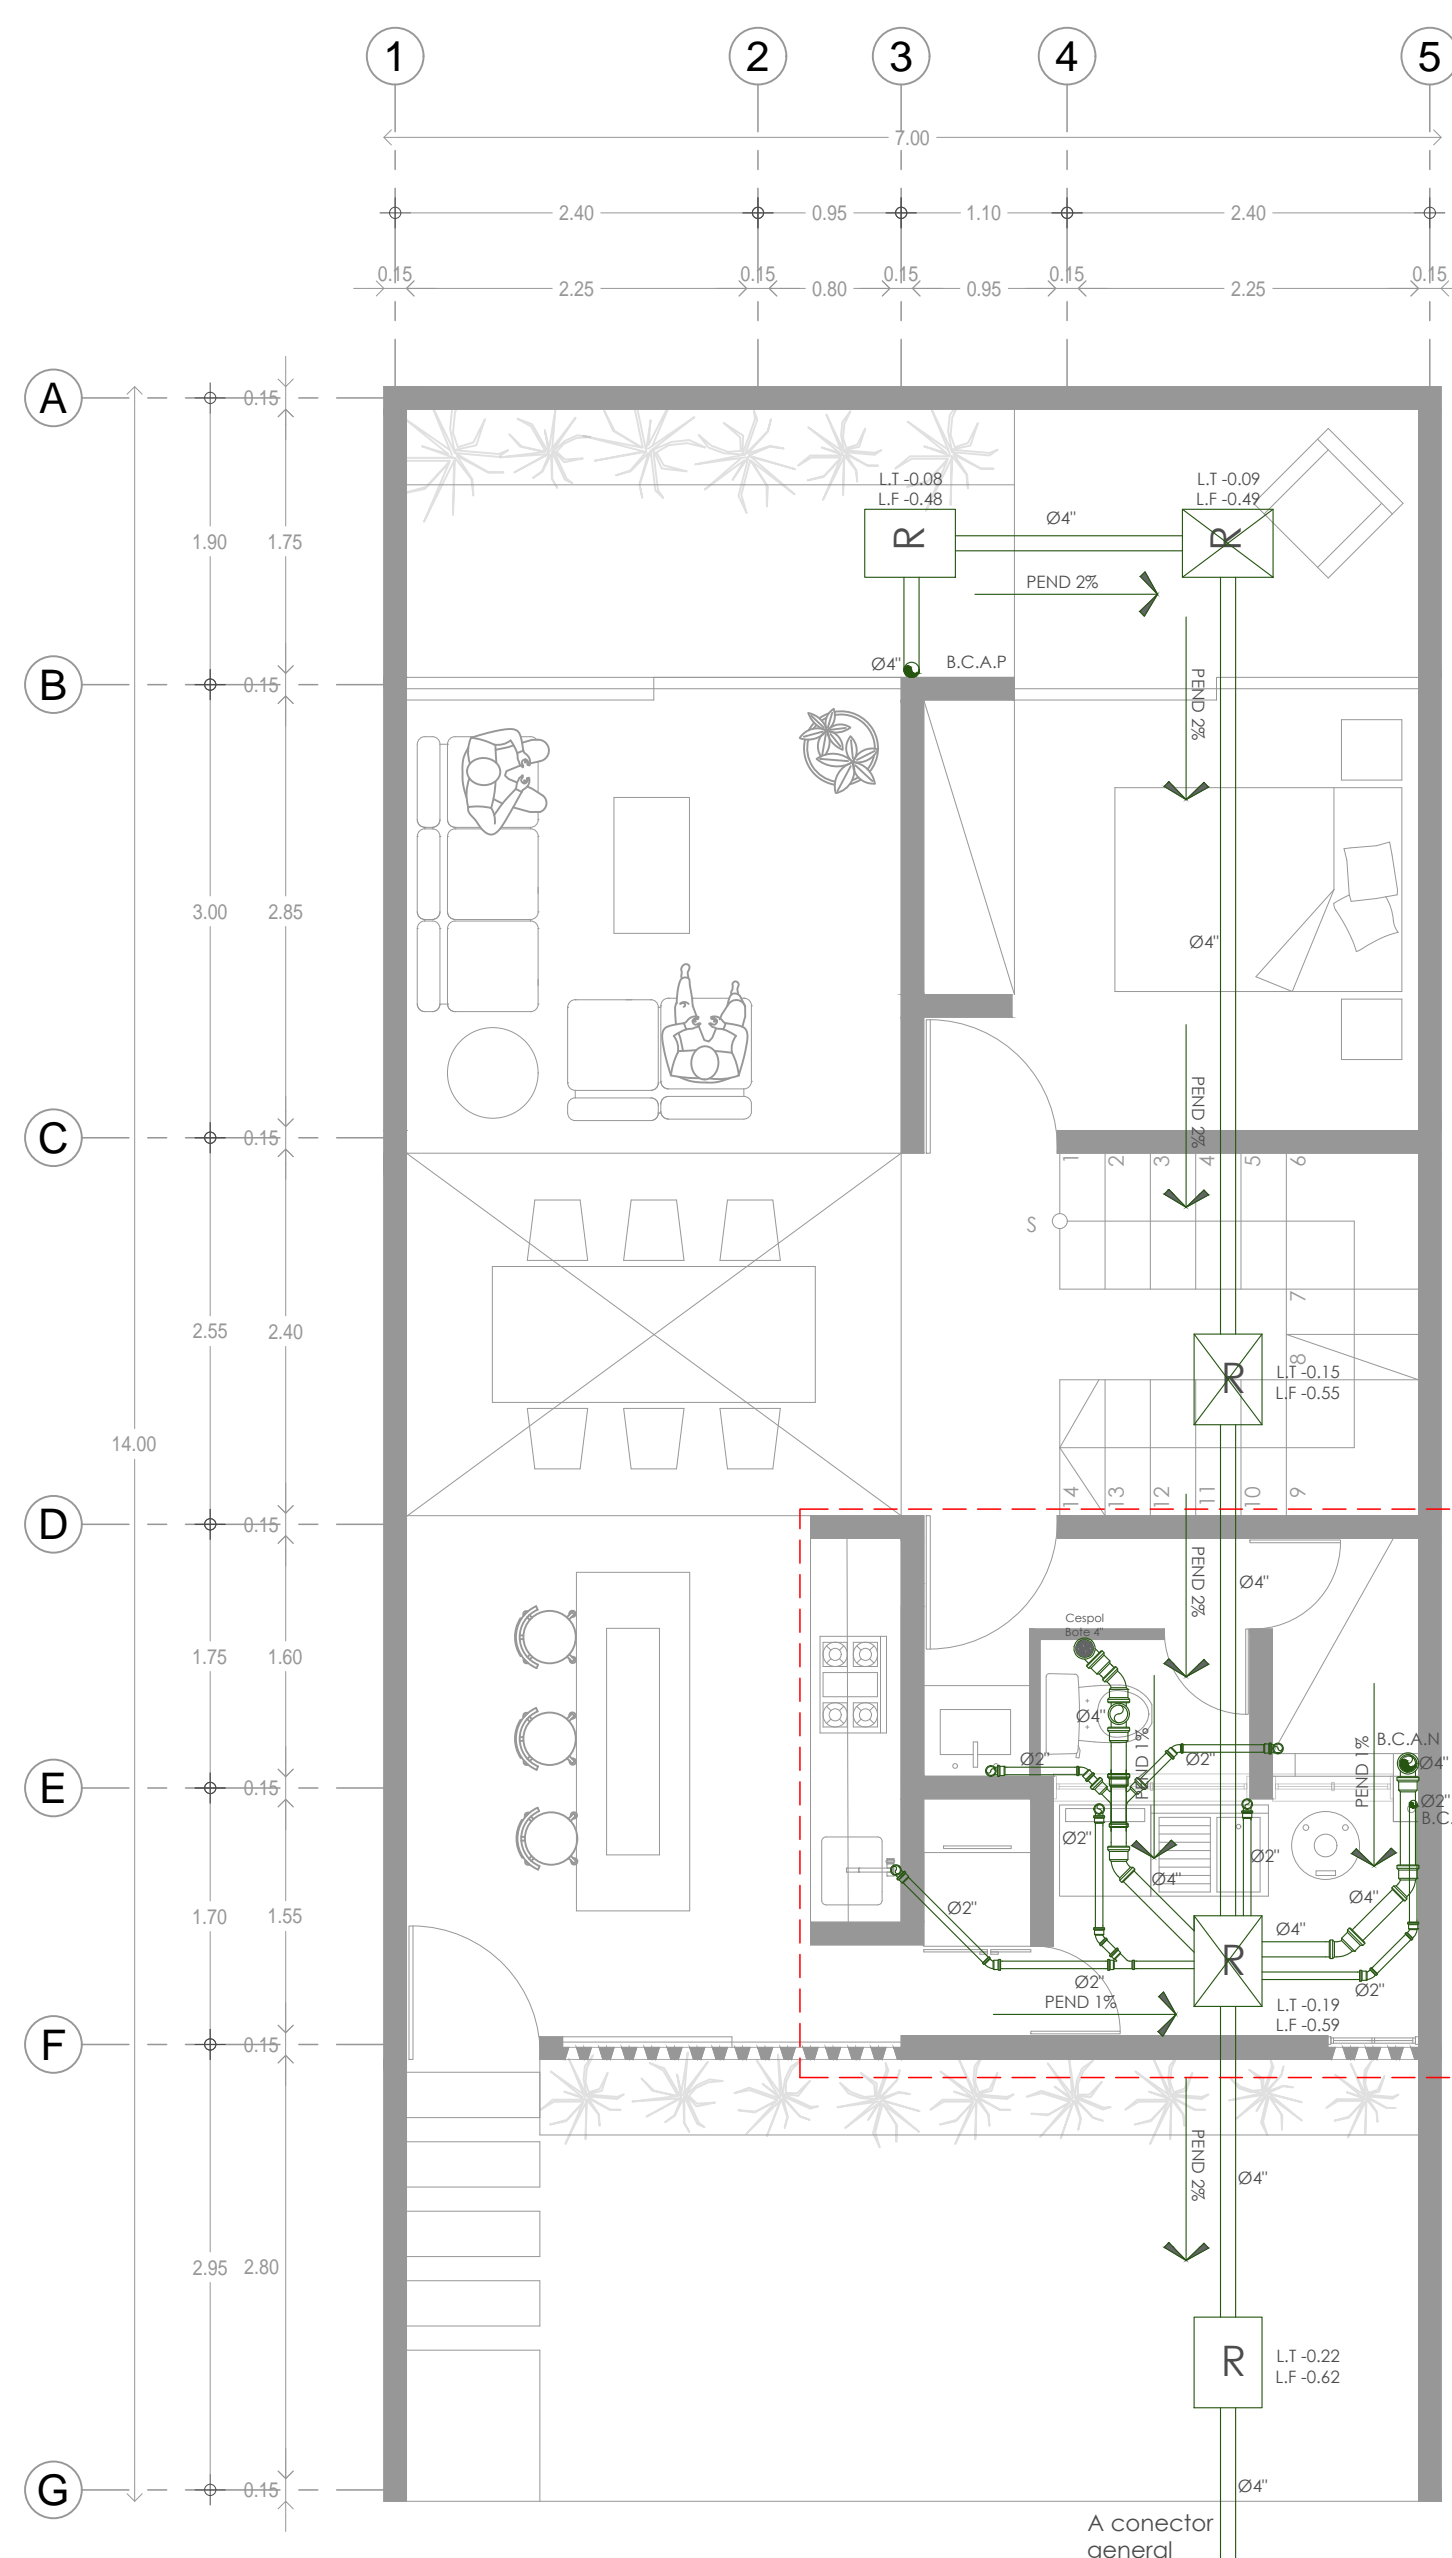 1 2 3 4 5
7.00
2.40 0.95 1.10 2.40
0.15 0.15 0.15 0.15 0.15
2.25 0.80 0.95 2.25
A 0.15
L.T -0.08
L.F -0.48
L.T -0.09
L.F -0.49
R
R
Ø4"
1.90 1.75
PEND 2%
B 0.15
Ø4"
B.C.A.P
PEND 2%
3.00 2.85
Ø4"
PEND 2%
C 0.15
1 2 3 4 5 6
S
7
8
2.55 2.40
R
L.T -0.15
L.F -0.55
14.00
14 13 12 11 10 9
D 0.15
PEND 2%
Ø4"
Cespol
Bote 4"
1.75 1.60
Ø4"
PEND 1%
PEND 1%
B.C.A.N
Ø2"
Ø2"
Ø4"
E 0.15
Ø2"
B.C.
Ø2"
Ø2"
Ø4"
Ø4"
1.70 1.55
Ø2"
Ø4"
R
Ø2"
Ø2"
PEND 1%
L.T -0.19
L.F -0.59
F 0.15
PEND 2%
Ø4"
2.95 2.80
R
L.T -0.22
L.F -0.62
G 0.15
Ø4"
A conector
general